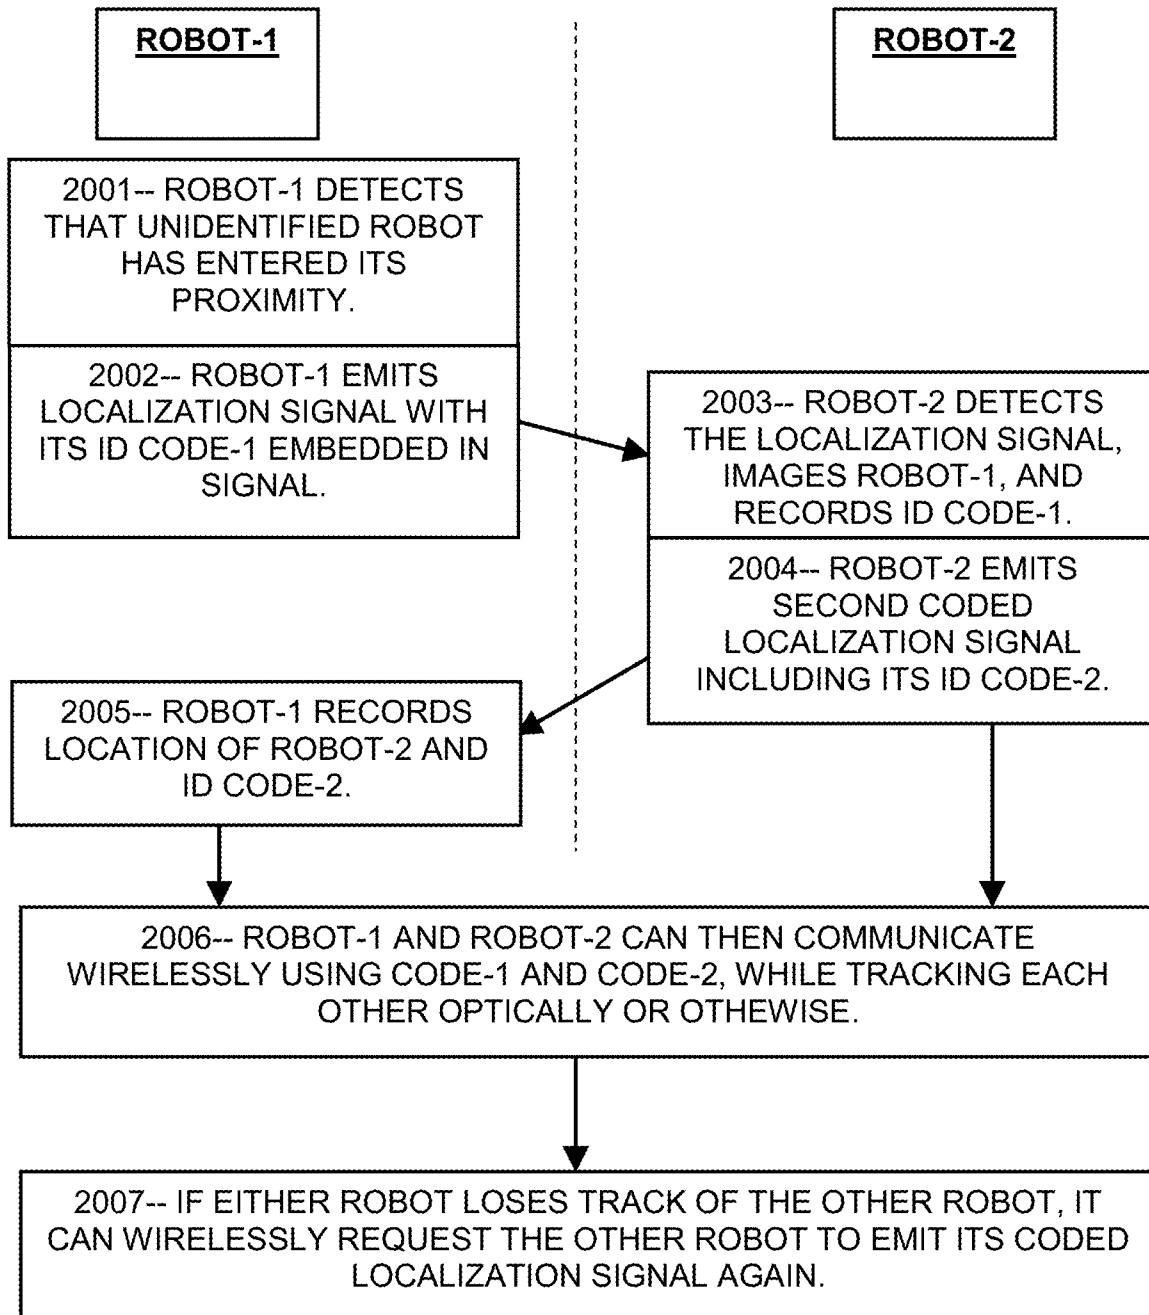 ROBOT-1
ROBOT-2
2001-- ROBOT-1 DETECTS
THAT UNIDENTIFIED ROBOT
HAS ENTERED ITS
PROXIMITY.
2002-- ROBOT-1 EMITS
LOCALIZATION SIGNAL WITH
ITS ID CODE-1 EMBEDDED IN
SIGNAL.
2003-- ROBOT-2 DETECTS
THE LOCALIZATION SIGNAL,
IMAGES ROBOT-1, AND
RECORDS ID CODE-1.
2004-- ROBOT-2 EMITS
SECOND CODED
LOCALIZATION SIGNAL
INCLUDING ITS ID CODE-2.
2005-- ROBOT-1 RECORDS
LOCATION OF ROBOT-2 AND
ID CODE-2.
2006-- ROBOT-1 AND ROBOT-2 CAN THEN COMMUNICATE
WIRELESSLY USING CODE-1 AND CODE-2, WHILE TRACKING EACH
OTHER OPTICALLY OR OTHEWISE.
2007-- IF EITHER ROBOT LOSES TRACK OF THE OTHER ROBOT, IT
CAN WIRELESSLY REQUEST THE OTHER ROBOT TO EMIT ITS CODED
LOCALIZATION SIGNAL AGAIN.